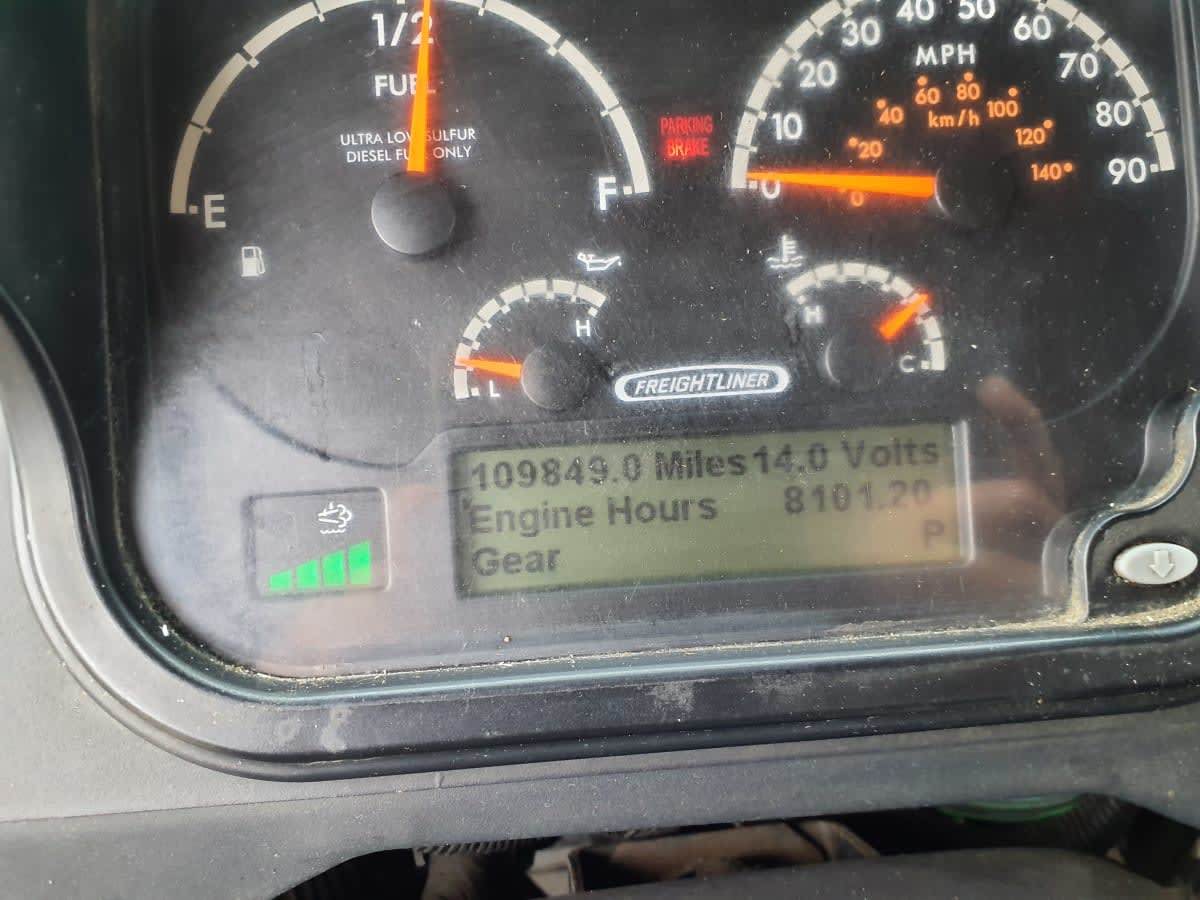 1/2
FUEL
ULTRA LOW SULFUR
DIESEL FUEL ONLY
E
F
PARKING
BRAKE
0 10 20 30 40 50 60 70 80 90
MPH
0 20 40 60 80 100 120 140
km/h
L H
H C
FREIGHTLINER
109849.0 Miles 14.0 Volts
Engine Hours 8101.20
Gear P